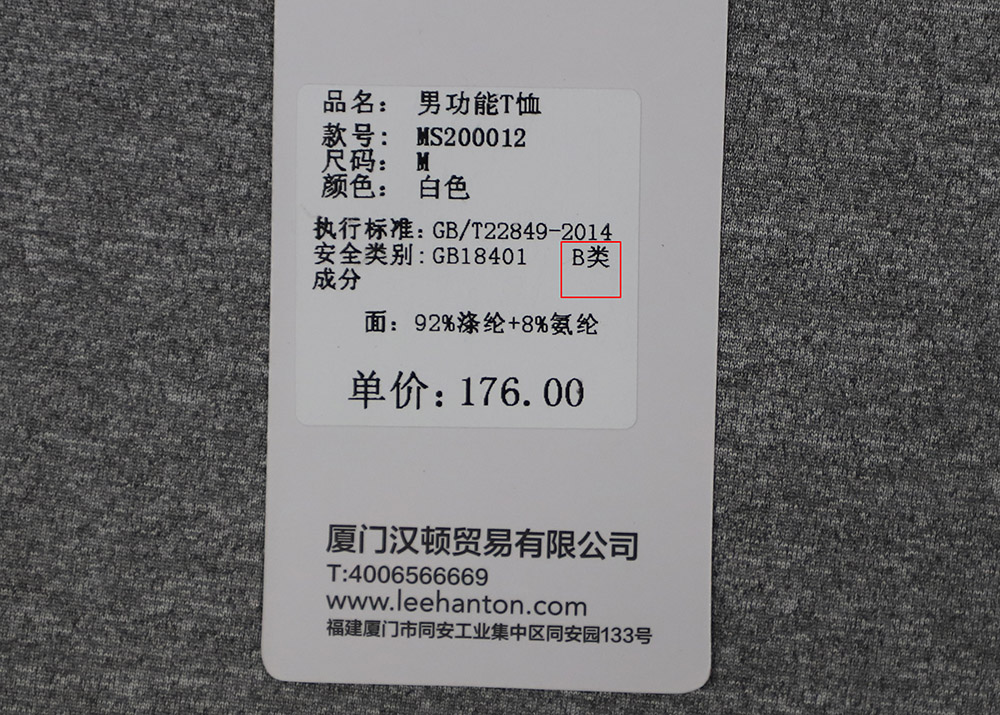 品名： 男功能T恤
款号： MS200012
尺码： M
颜色： 白色
执行标准：GB/T22849-2014
安全类别：GB18401 B类
成分
面：92%涤纶+8%氨纶
单价：176.00
厦门汉顿贸易有限公司
T:4006566669
www.leehanton.com
福建厦门市同安工业集中区同安园133号